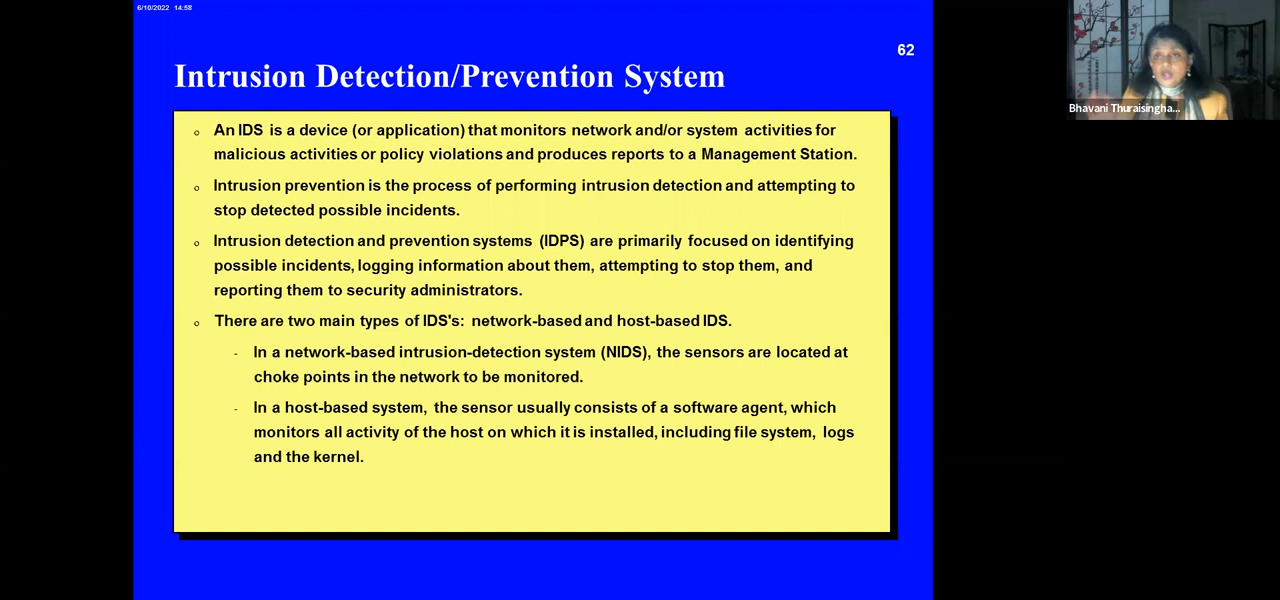 6/10/2022 14:58
62
Intrusion Detection/Prevention System
An IDS is a device (or application) that monitors network and/or system activities for
malicious activities or policy violations and produces reports to a Management Station.
Intrusion prevention is the process of performing intrusion detection and attempting to
stop detected possible incidents.
Intrusion detection and prevention systems (IDPS) are primarily focused on identifying
possible incidents, logging information about them, attempting to stop them, and
reporting them to security administrators.
There are two main types of IDS's: network-based and host-based IDS.
- In a network-based intrusion-detection system (NIDS), the sensors are located at
choke points in the network to be monitored.
- In a host-based system, the sensor usually consists of a software agent, which
monitors all activity of the host on which it is installed, including file system, logs
and the kernel.
Bhavani Thuraisingha...